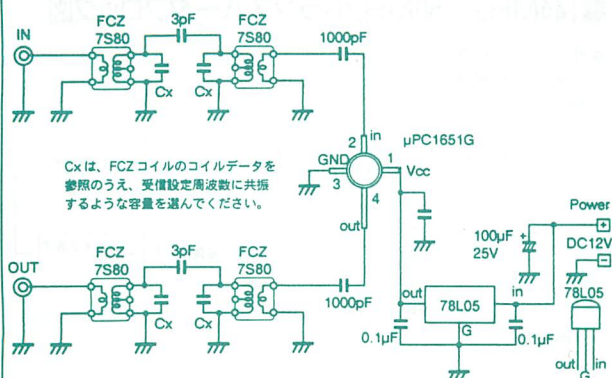 IN
FCZ
7S80
3pF
FCZ
7S80
1000pF
Cx
Cx
2
in
μPC1651G
GND
1
Vcc
3
4
out
Cxは、FCZコイルのコイルデータを
参照のうえ、受信設定周波数に共振
するような容量を選んでください。
Power
+
DC12V
−
100μF
+
25V
OUT
FCZ
7S80
3pF
FCZ
7S80
1000pF
Cx
Cx
out
78L05
in
G
0.1μF
0.1μF
78L05
out
in
G